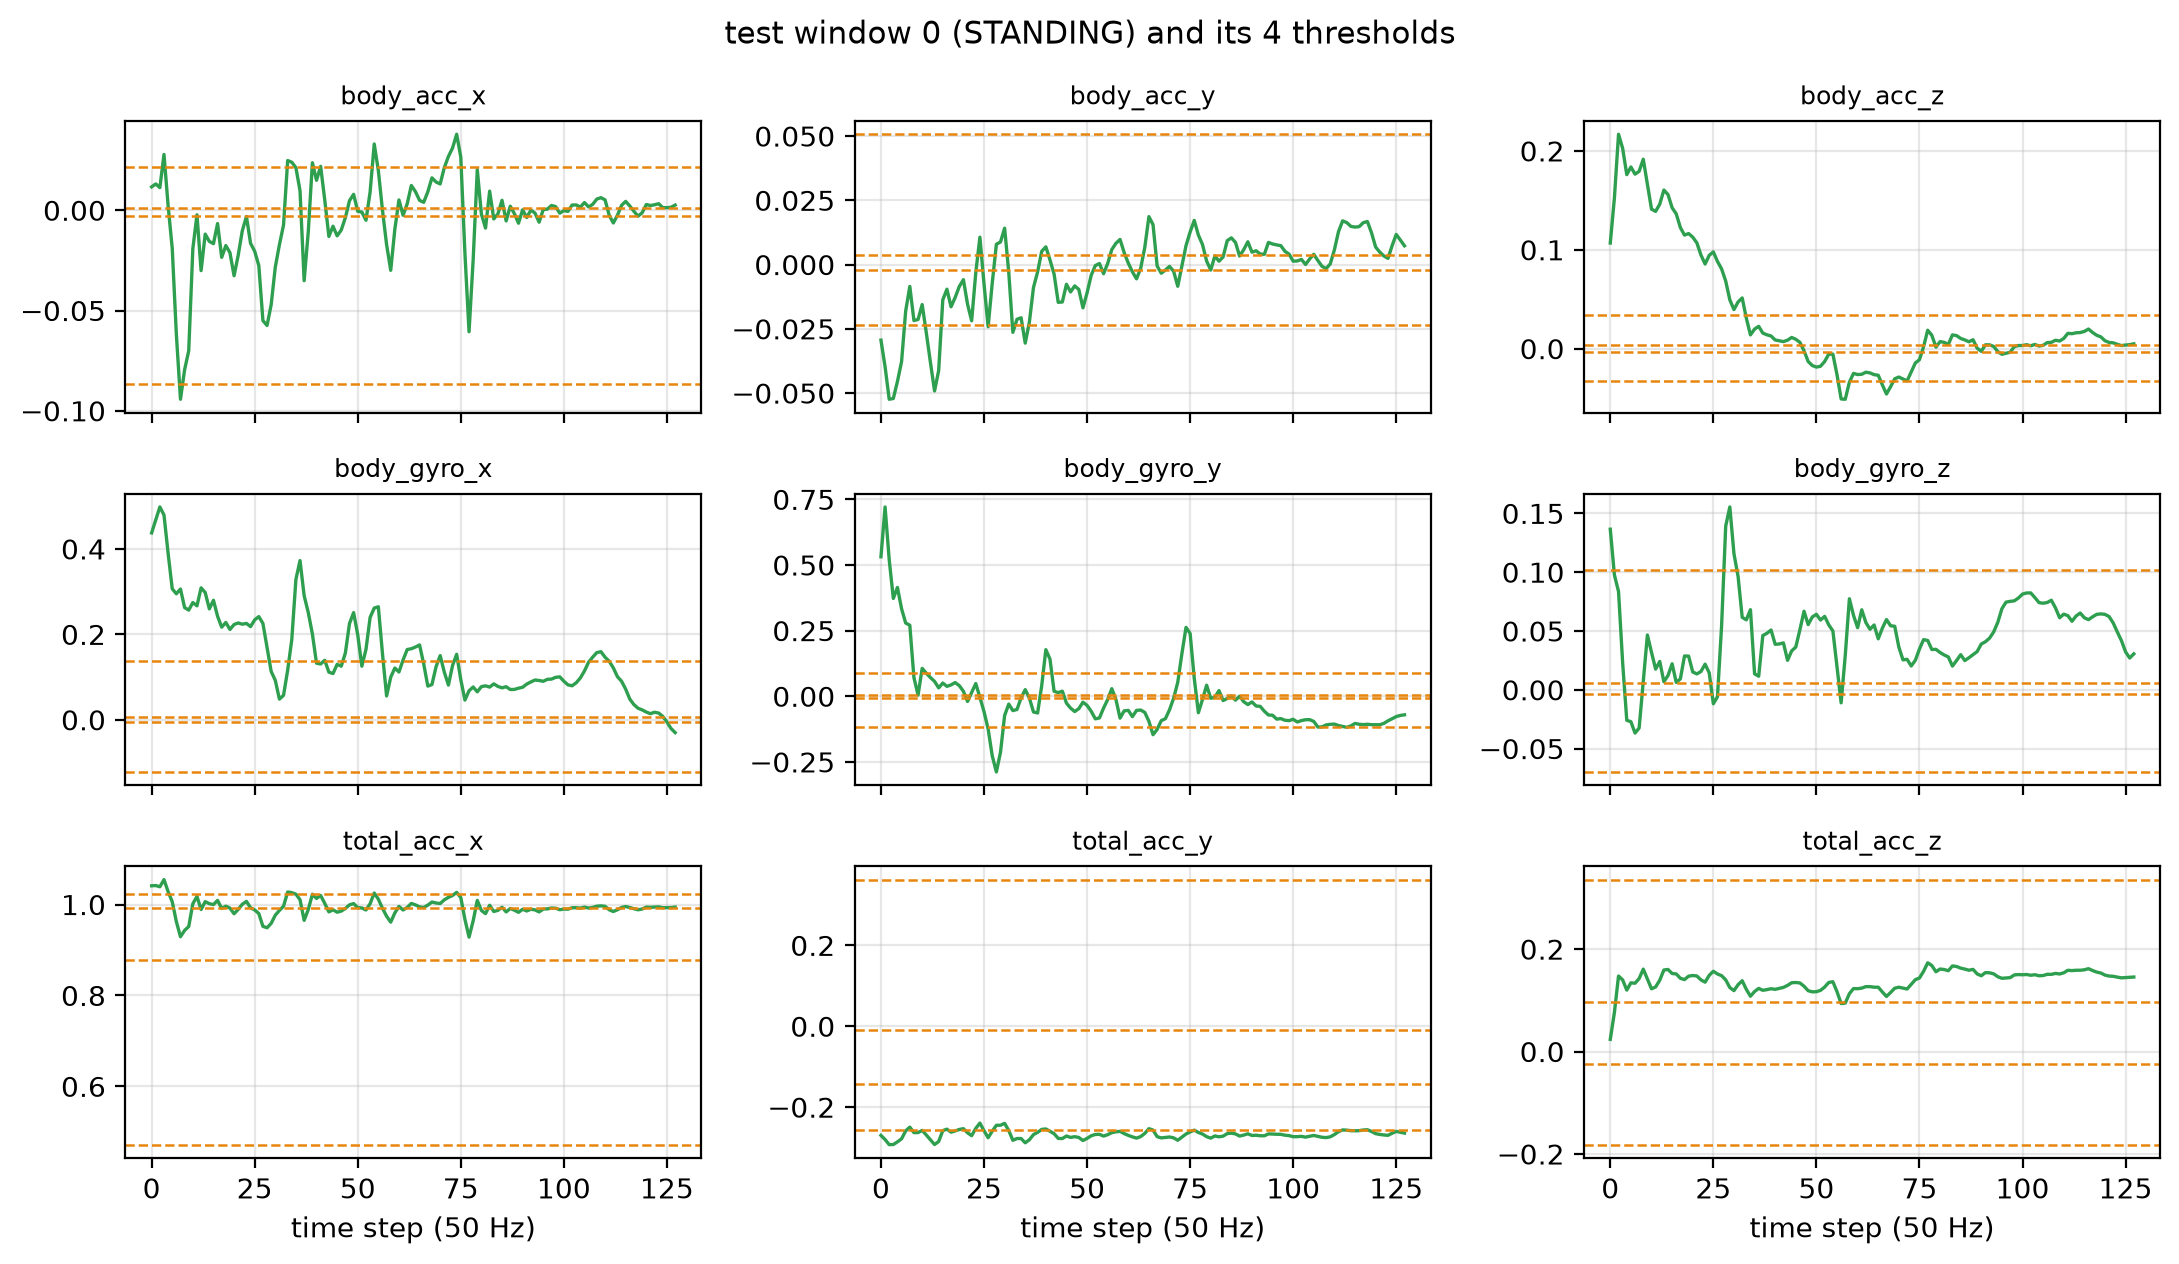 test window 0 (STANDING) and its 4 thresholds
body_acc_x
0.00
−0.05
−0.10
body_acc_y
0.050
0.025
0.000
−0.025
−0.050
body_acc_z
0.2
0.1
0.0
body_gyro_x
0.4
0.2
0.0
body_gyro_y
0.75
0.50
0.25
0.00
−0.25
body_gyro_z
0.15
0.10
0.05
0.00
−0.05
total_acc_x
1.0
0.8
0.6
0 25 50 75 100 125
time step (50 Hz)
total_acc_y
0.2
0.0
−0.2
0 25 50 75 100 125
time step (50 Hz)
total_acc_z
0.2
0.0
−0.2
0 25 50 75 100 125
time step (50 Hz)